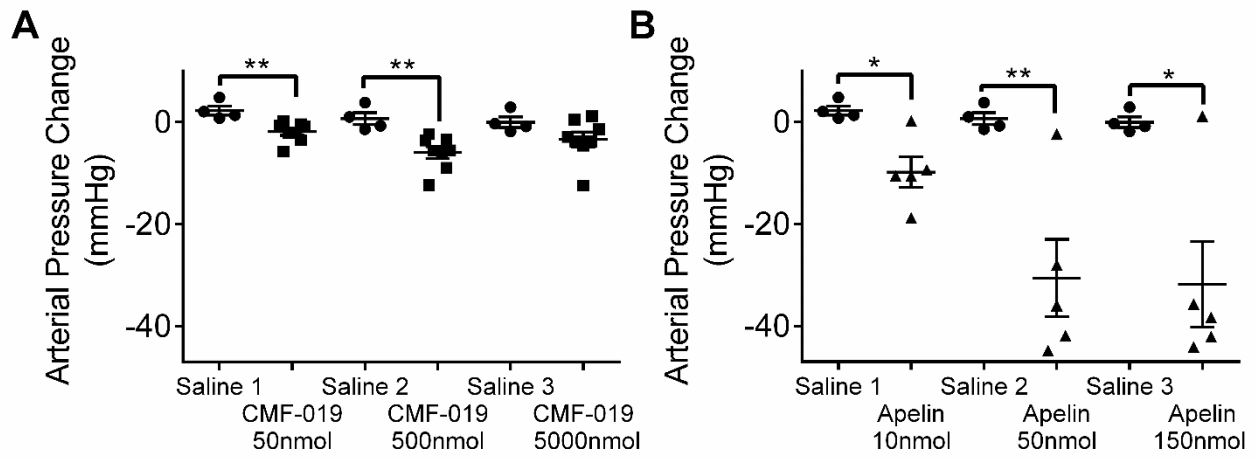 A
Arterial Pressure Change
(mmHg)
0
-20
-40
**
**
Saline 1
CMF-019
50nmol
Saline 2
CMF-019
500nmol
Saline 3
CMF-019
5000nmol
B
Arterial Pressure Change
(mmHg)
0
-20
-40
*
**
*
Saline 1
Apelin
10nmol
Saline 2
Apelin
50nmol
Saline 3
Apelin
150nmol